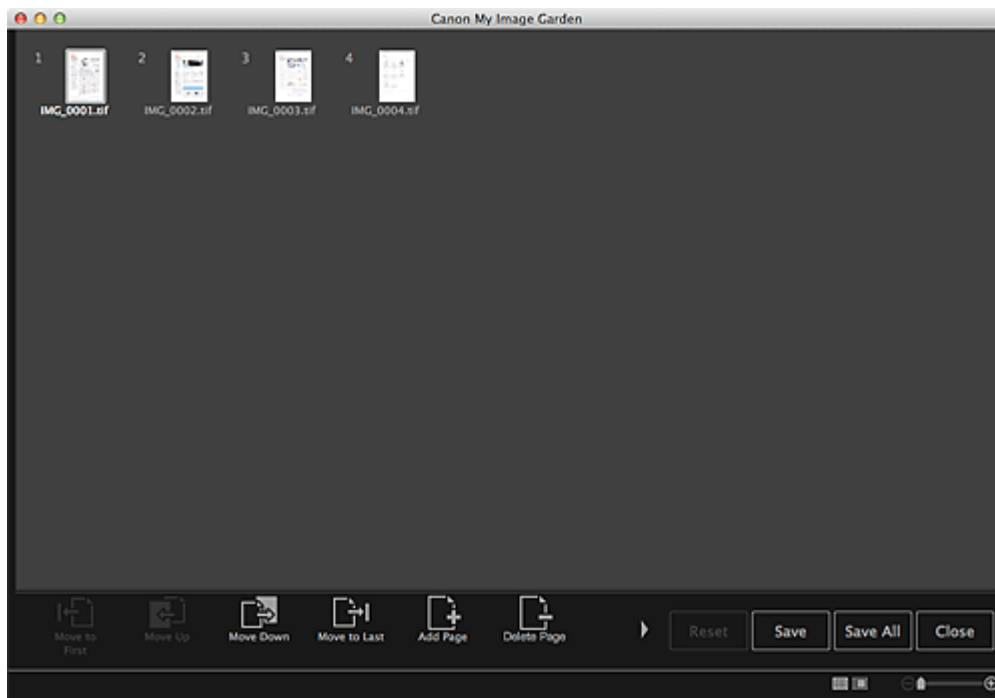 Canon My Image Garden
1 2 3 4
IMG_0001.tif IMG_0002.tif IMG_0003.tif IMG_0004.tif
Move to First Move Up Move Down Move to Last Add Page Delete Page Reset Save Save All Close